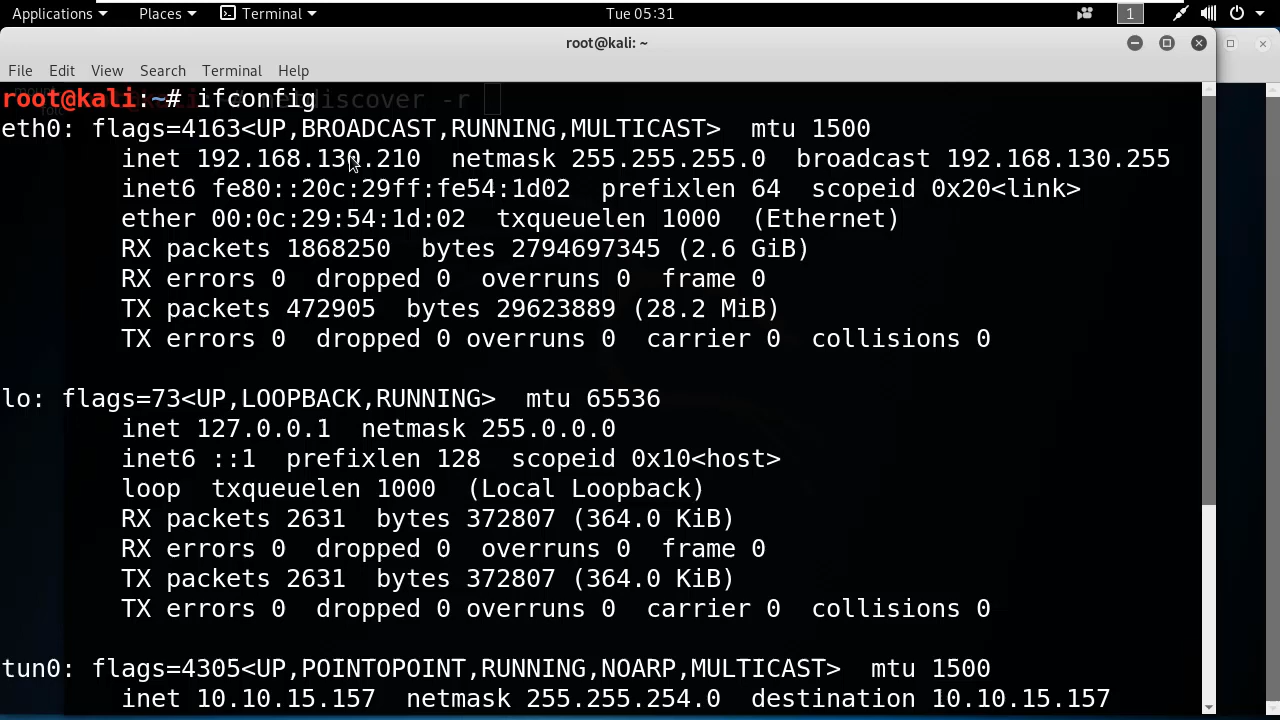 Applications Places Terminal Tue 05:31 1
root@kali: ~
File Edit View Search Terminal Help
root@kali:~# ifconfig
discover -r
eth0: flags=4163<UP,BROADCAST,RUNNING,MULTICAST>  mtu 1500
        inet 192.168.130.210  netmask 255.255.255.0  broadcast 192.168.130.255
        inet6 fe80::20c:29ff:fe54:1d02  prefixlen 64  scopeid 0x20<link>
        ether 00:0c:29:54:1d:02  txqueuelen 1000  (Ethernet)
        RX packets 1868250  bytes 2794697345 (2.6 GiB)
        RX errors 0  dropped 0  overruns 0  frame 0
        TX packets 472905  bytes 29623889 (28.2 MiB)
        TX errors 0  dropped 0 overruns 0  carrier 0  collisions 0
lo: flags=73<UP,LOOPBACK,RUNNING>  mtu 65536
        inet 127.0.0.1  netmask 255.0.0.0
        inet6 ::1  prefixlen 128  scopeid 0x10<host>
        loop  txqueuelen 1000  (Local Loopback)
        RX packets 2631  bytes 372807 (364.0 KiB)
        RX errors 0  dropped 0  overruns 0  frame 0
        TX packets 2631  bytes 372807 (364.0 KiB)
        TX errors 0  dropped 0 overruns 0  carrier 0  collisions 0
tun0: flags=4305<UP,POINTOPOINT,RUNNING,NOARP,MULTICAST>  mtu 1500
        inet 10.10.15.157  netmask 255.255.254.0  destination 10.10.15.157